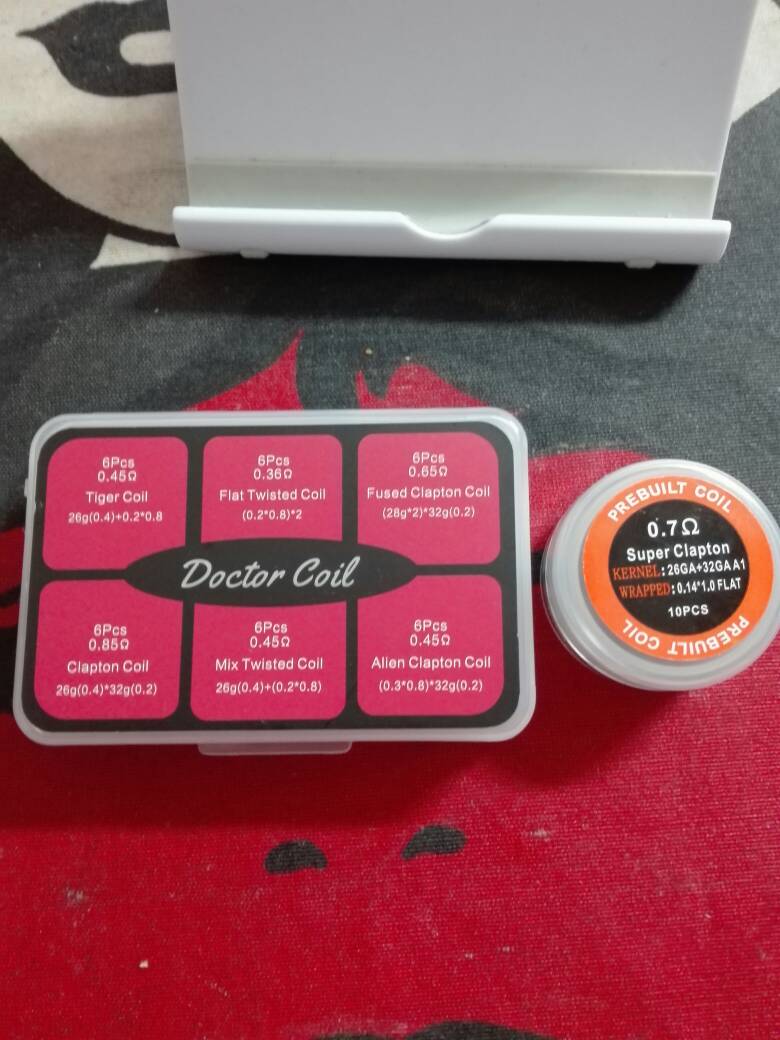 6Pcs
0.45Ω
Tiger Coil
26g(0.4)+0.2*0.8
6Pcs
0.36Ω
Flat Twisted Coil
(0.2*0.8)*2
6Pcs
0.65Ω
Fused Clapton Coil
(28g*2)*32g(0.2)
Doctor Coil
6Pcs
0.85Ω
Clapton Coil
26g(0.4)*32g(0.2)
6Pcs
0.45Ω
Mix Twisted Coil
26g(0.4)+(0.2*0.8)
6Pcs
0.45Ω
Alien Clapton Coil
(0.3*0.8)*32g(0.2)
PREBUILT COIL
0.7Ω
Super Clapton
KERNEL:26GA+32GA A1
WRAPPED:0.14*1.0 FLAT
10PCS
PREBUILT COIL